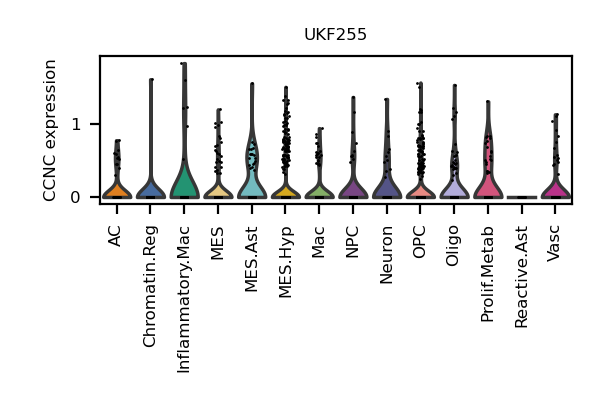 UKF255
CCNC expression
1
0
AC
Chromatin.Reg
Inflammatory.Mac
MES
MES.Ast
MES.Hyp
Mac
NPC
Neuron
OPC
Oligo
Prolif.Metab
Reactive.Ast
Vasc